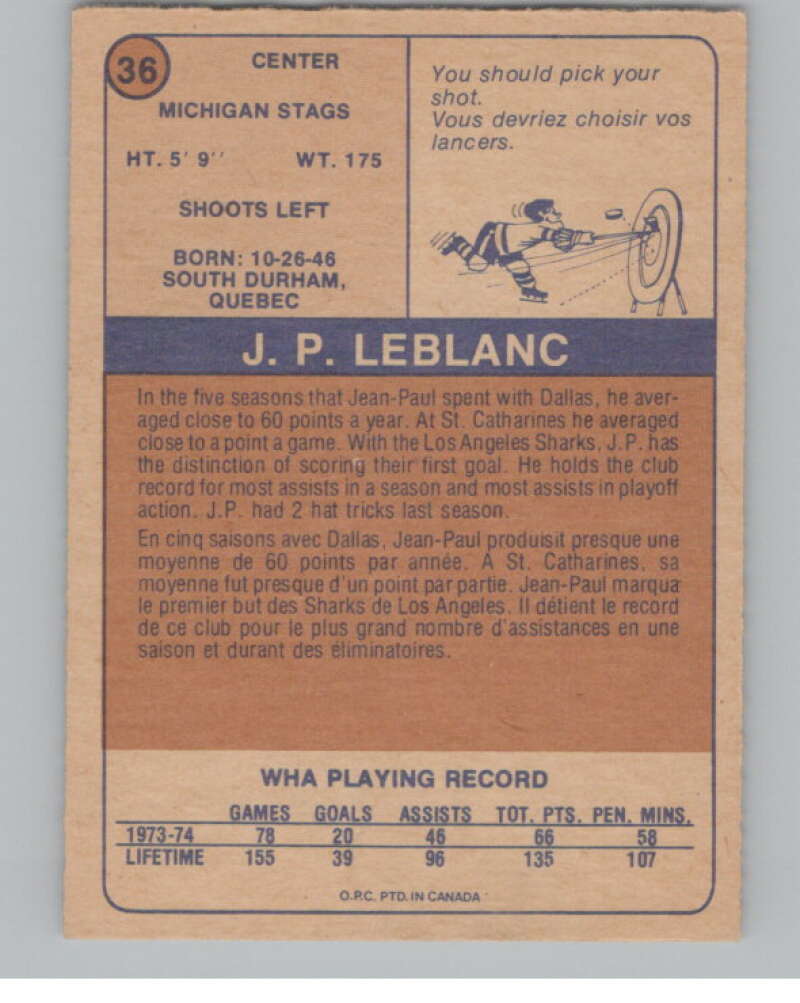 36
CENTER
MICHIGAN STAGS
HT. 5' 9'' WT. 175
SHOOTS LEFT
BORN: 10-26-46
SOUTH DURHAM,
QUEBEC
You should pick your
shot.
Vous devriez choisir vos
lancers.
J. P. LEBLANC
In the five seasons that Jean-Paul spent with Dallas, he aver-
aged close to 60 points a year. At St. Catharines he averaged
close to a point a game. With the Los Angeles Sharks, J.P. has
the distinction of scoring their first goal. He holds the club
record for most assists in a season and most assists in playoff
action. J.P. had 2 hat tricks last season.
En cinq saisons avec Dallas, Jean-Paul produisit presque une
moyenne de 60 points par année. A St. Catharines, sa
moyenne fut presque d'un point par partie. Jean-Paul marqua
le premier but des Sharks de Los Angeles. Il détient le record
de ce club pour le plus grand nombre d'assistances en une
saison et durant des éliminatoires.
WHA PLAYING RECORD
GAMES GOALS ASSISTS TOT. PTS. PEN. MINS.
1973-74 78 20 46 66 58
LIFETIME 155 39 96 135 107
O.P.C. PTD. IN CANADA